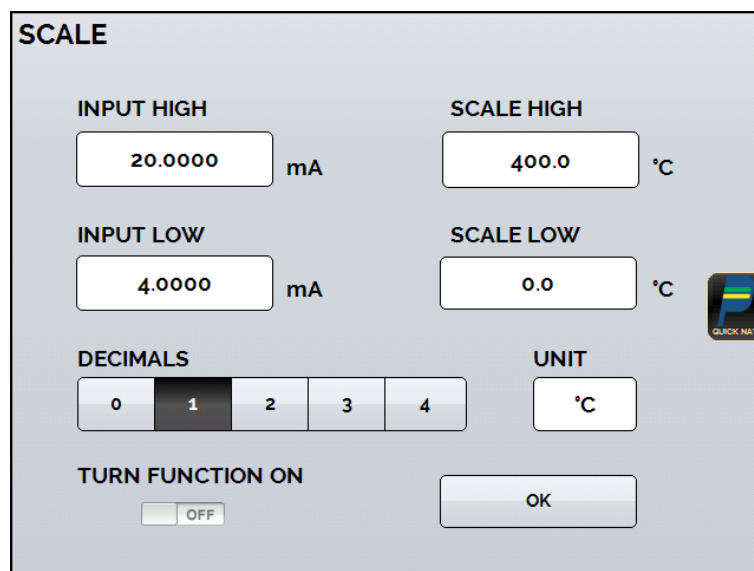 SCALE
INPUT HIGH
SCALE HIGH
20.0000 mA
400.0 °C
INPUT LOW
SCALE LOW
4.0000 mA
0.0 °C
DECIMALS
UNIT
0 1 2 3 4
°C
TURN FUNCTION ON
OFF
OK
QUICK